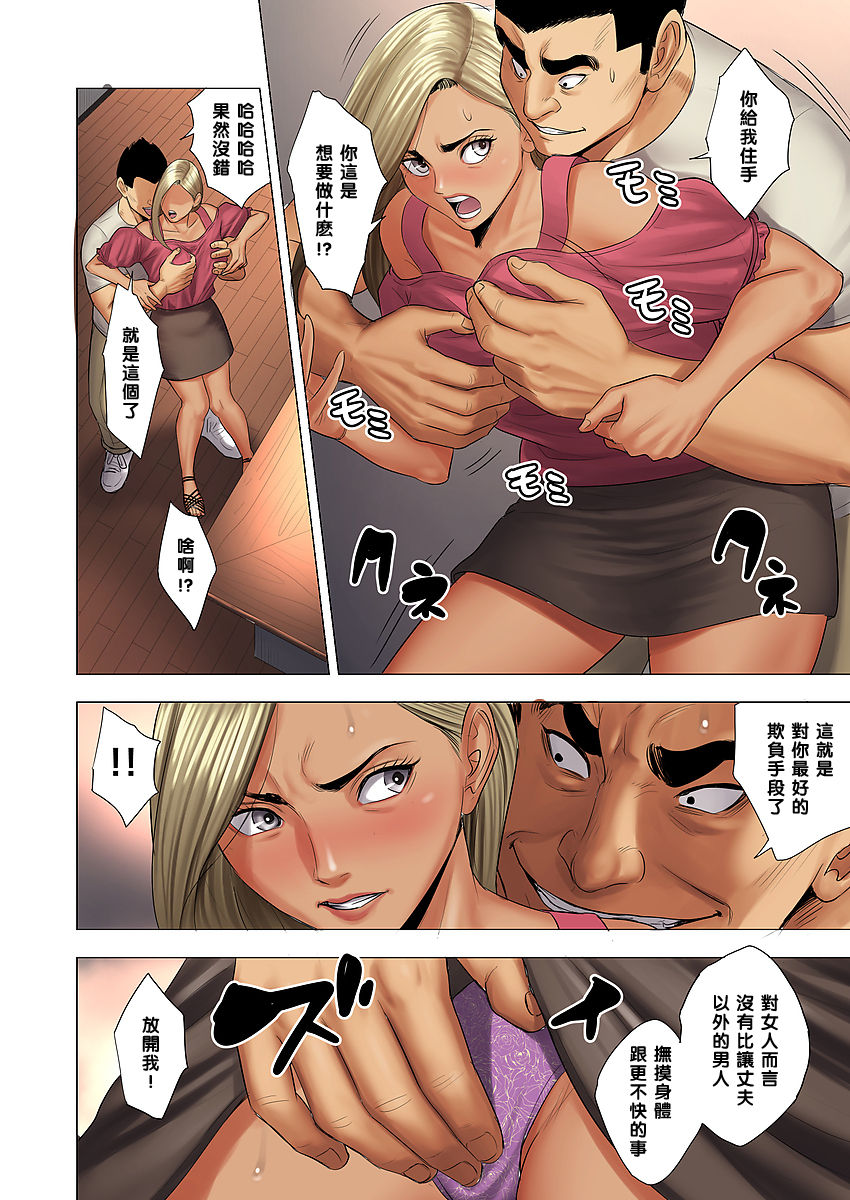 你給我住手
你這是
想要做什麽!?
モミ
モミ
モミ
モミ
クネ
クネ
哈哈哈哈
果然沒錯
就是這個了
啥啊!?
這就是
對你最好的
欺負手段了
!!
對女人而言
沒有比讓丈夫
以外的男人
撫摸身體
跟更不快的事
ズ
放開我！